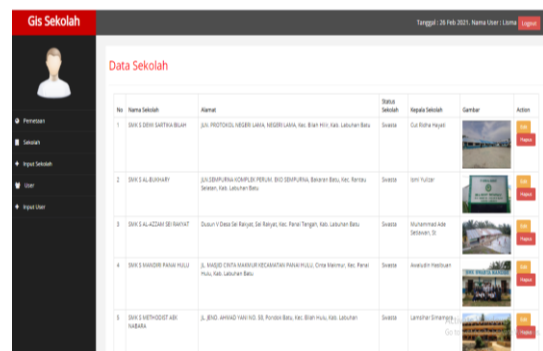 Gis Sekolah
Tanggal : 26 Feb 2021, Nama User : Lisma Logout
Data Sekolah
Pemetaan
Sekolah
Input Sekolah
User
Input User
No Nama Sekolah Alamat Status Sekolah Kepala Sekolah Gambar Action
1 SMK S DEWI SARTIKA BILAH JLN. PROTOKOL NEGERI LAMA, NEGERI LAMA, Kec. Bilah Hilir, Kab. Labuhan Batu Swasta Cut Ridha Hayati Edit
Hapus
2 SMK S AL-BUKHARY JLN.SEMPURNA KOMPLEK PERUM. EKO SEMPURNA, Bakaran Batu, Kec. Rantau
Selatan, Kab. Labuhan Batu Swasta Ismi Yulizar Edit
Hapus
3 SMK S AL-AZZAM SEI RAKYAT Dusun V Desa Sei Rakyat, Sei Rakyat, Kec. Panai Tengah, Kab. Labuhan Batu Swasta Muhammad Ade
Setiawan, Edit
Hapus
4 SMK S MANDIRI PANAI HULU JL. MASJID CINTA MAKMUR KECAMATAN PANAI HULU, Cinta Makmur, Kec. Panai
Hulu, Kab. Labuhan Batu Swasta Awaludin Hasibuan Edit
Hapus
5 SMK S METHODIST AEK
NABARA JL. JEND. AHMAD YANI NO. Pondok Batu, Kec. Bilah Hulu, Kab. Labuhan Swasta Lamsihar Edit
Hapus
Go to